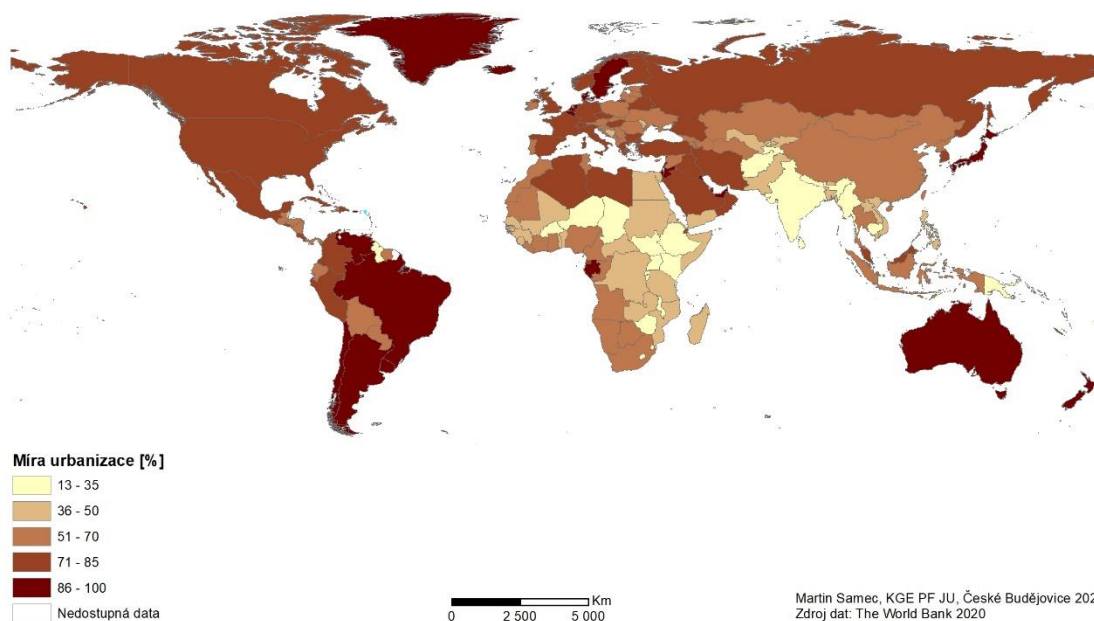 Míra urbanizace [%]
13 - 35
36 - 50
51 - 70
71 - 85
86 - 100
Nedostupná data
Km
0 2 500 5 000
Martin Samec, KGE PF JU, České Budějovice 202
Zdroj dat: The World Bank 2020